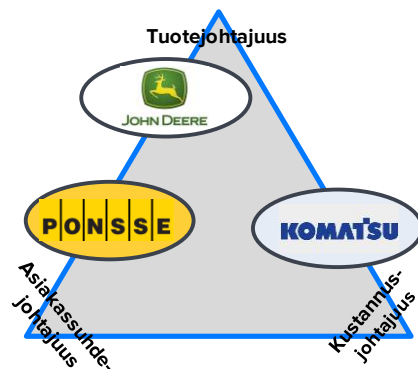 Tuotejohtajuus
JOHN DEERE
PONSSE
KOMATSU
Asiakassuhde-
johtajuus
Kustannus-
johtajuus